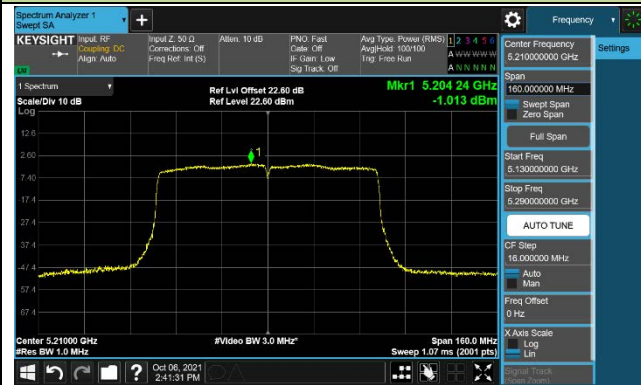 Spectrum Analyzer 1
Swept SA
+
Frequency
KEYSIGHT
Input: RF
Coupling: DC
Align: Auto
Input Z: 50 Ω
Corrections: Off
Freq Ref: Int (S)
Atten: 10 dB
PNO: Fast
Gate: Off
IF Gain: Low
Sig Track: Off
Avg Type: Power (RMS)
Avg|Hold: 100/100
Trig: Free Run
1 2 3 4 5 6
A W W W W W
A N N N N N
LNI
1 Spectrum
Scale/Div 10 dB
Ref Lvl Offset 22.60 dB
Ref Level 22.60 dBm
Mkr1 5.204 24 GHz
-1.013 dBm
Log
12.6
2.60
-7.40
-17.4
-27.4
-37.4
-47.4
-57.4
-67.4
1
Center 5.21000 GHz
#Res BW 1.0 MHz
#Video BW 3.0 MHz*
Span 160.0 MHz
Sweep 1.07 ms (2001 pts)
Oct 06, 2021
2:41:31 PM
?
Center Frequency
5.210000000 GHz
Settings
Span
160.000000 MHz
Swept Span
Zero Span
Full Span
Start Freq
5.130000000 GHz
Stop Freq
5.290000000 GHz
AUTO TUNE
CF Step
16.000000 MHz
Auto
Man
Freq Offset
0 Hz
X Axis Scale
Log
Lin
Signal Track
(Span Zoom)